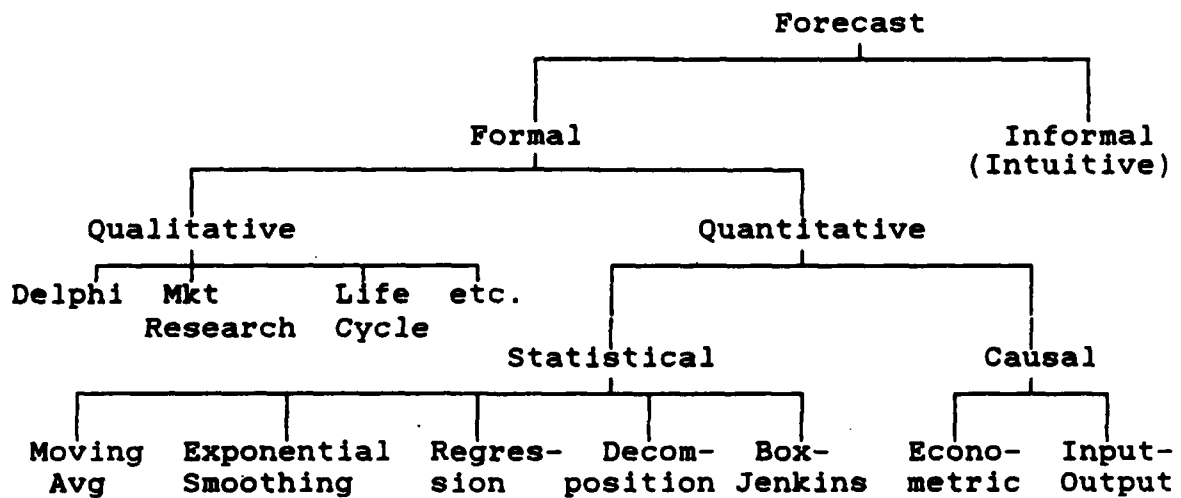 Forecast
Formal
Informal
(Intuitive)
Qualitative
Quantitative
Delphi Mkt Research Life Cycle etc.
Statistical
Causal
Moving Avg
Exponential Smoothing
Regres-
sion
Decom-
position
Box-
Jenkins
Econo-
metric
Input-
Output